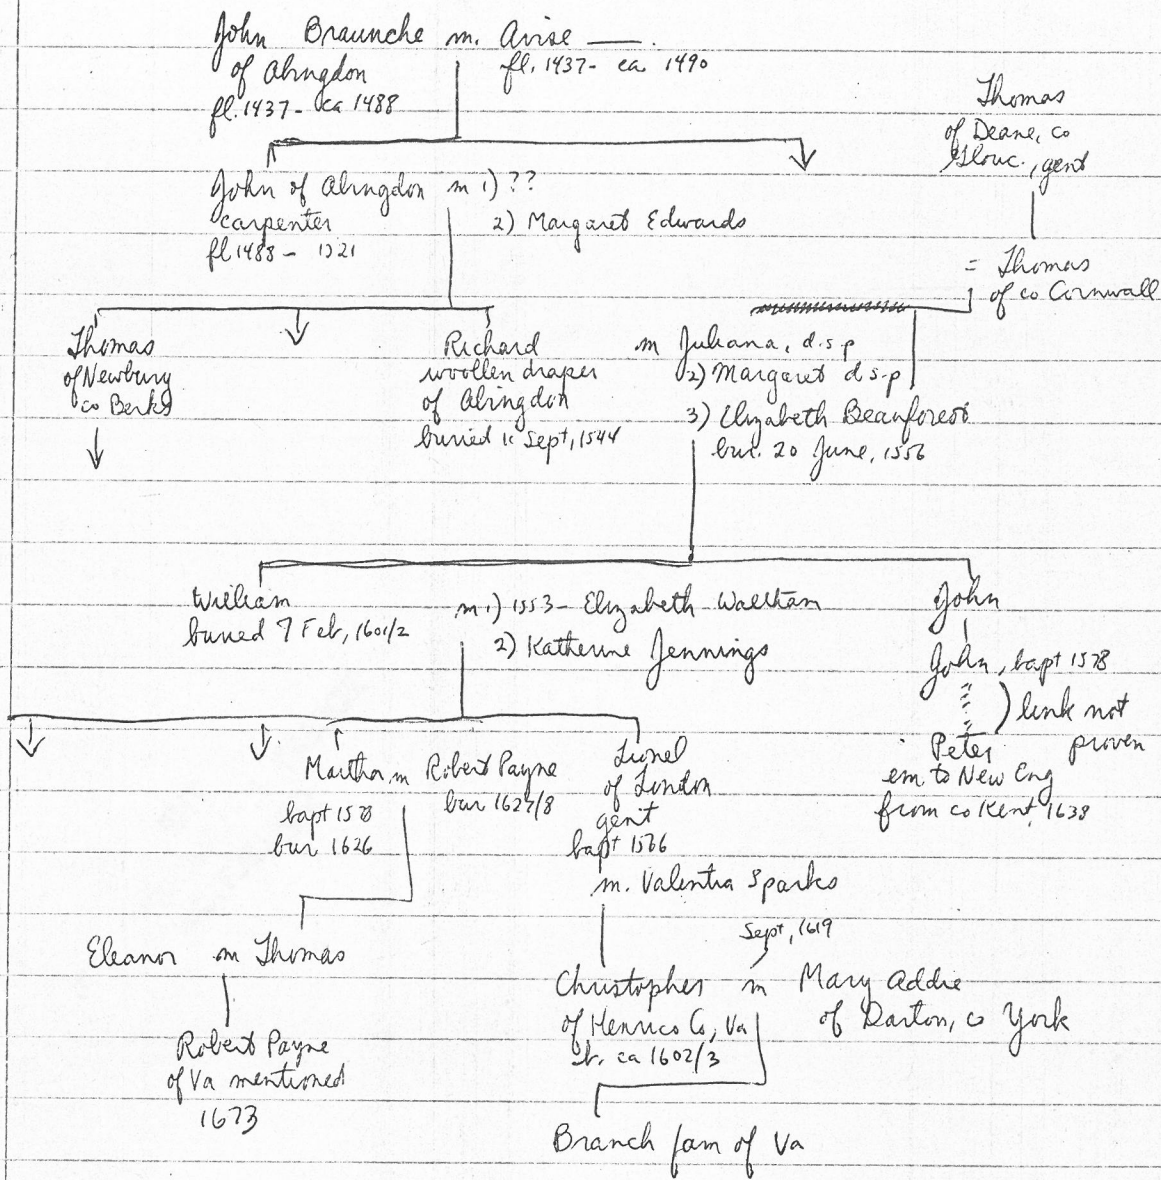 John Braunche m. Avise —.
of Abingdon fl. 1437- ca 1490
fl. 1437- ca 1488
Thomas
of Deane, co
Glouc., gent
John of Abingdon m 1) ??
carpenter 2) Margaret Edwards
fl 1488 - 1521
= Thomas
of co Cornwall
Thomas
of Newbury
co Berks
Richard
woollen draper
of Abingdon
buried Sept, 1544
m Juliana, d.s.p
2) Margaret d s-p
3) Elizabeth Beauforest
bur. 20 June, 1556
William m 1) 1553- Elizabeth Waltham
buried 7 Feb, 1601/2 2) Katherine Jennings
John
John, bapt 1578
) link not
proven
Peter
em to New Eng
from co Kent, 1638
Martha m Robert Payne
bapt 1578 bur 1627/8
bur 1626
Lionel
of London
gent
bapt 1566
m. Valentia Sparks
Sept, 1619
Eleanor m Thomas
Christopher m Mary Addie
of Henrico Co, Va of Darton, co York
b. ca 1602/3
Robert Payne
of Va mentioned
1673
Branch fam of Va